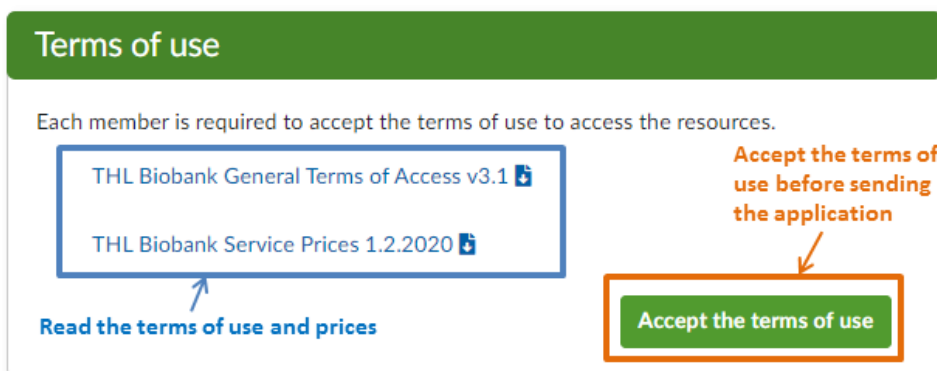 Terms of use
Each member is required to accept the terms of use to access the resources.
THL Biobank General Terms of Access v3.1
THL Biobank Service Prices 1.2.2020
Read the terms of use and prices
Accept the terms of
use before sending
the application
Accept the terms of use